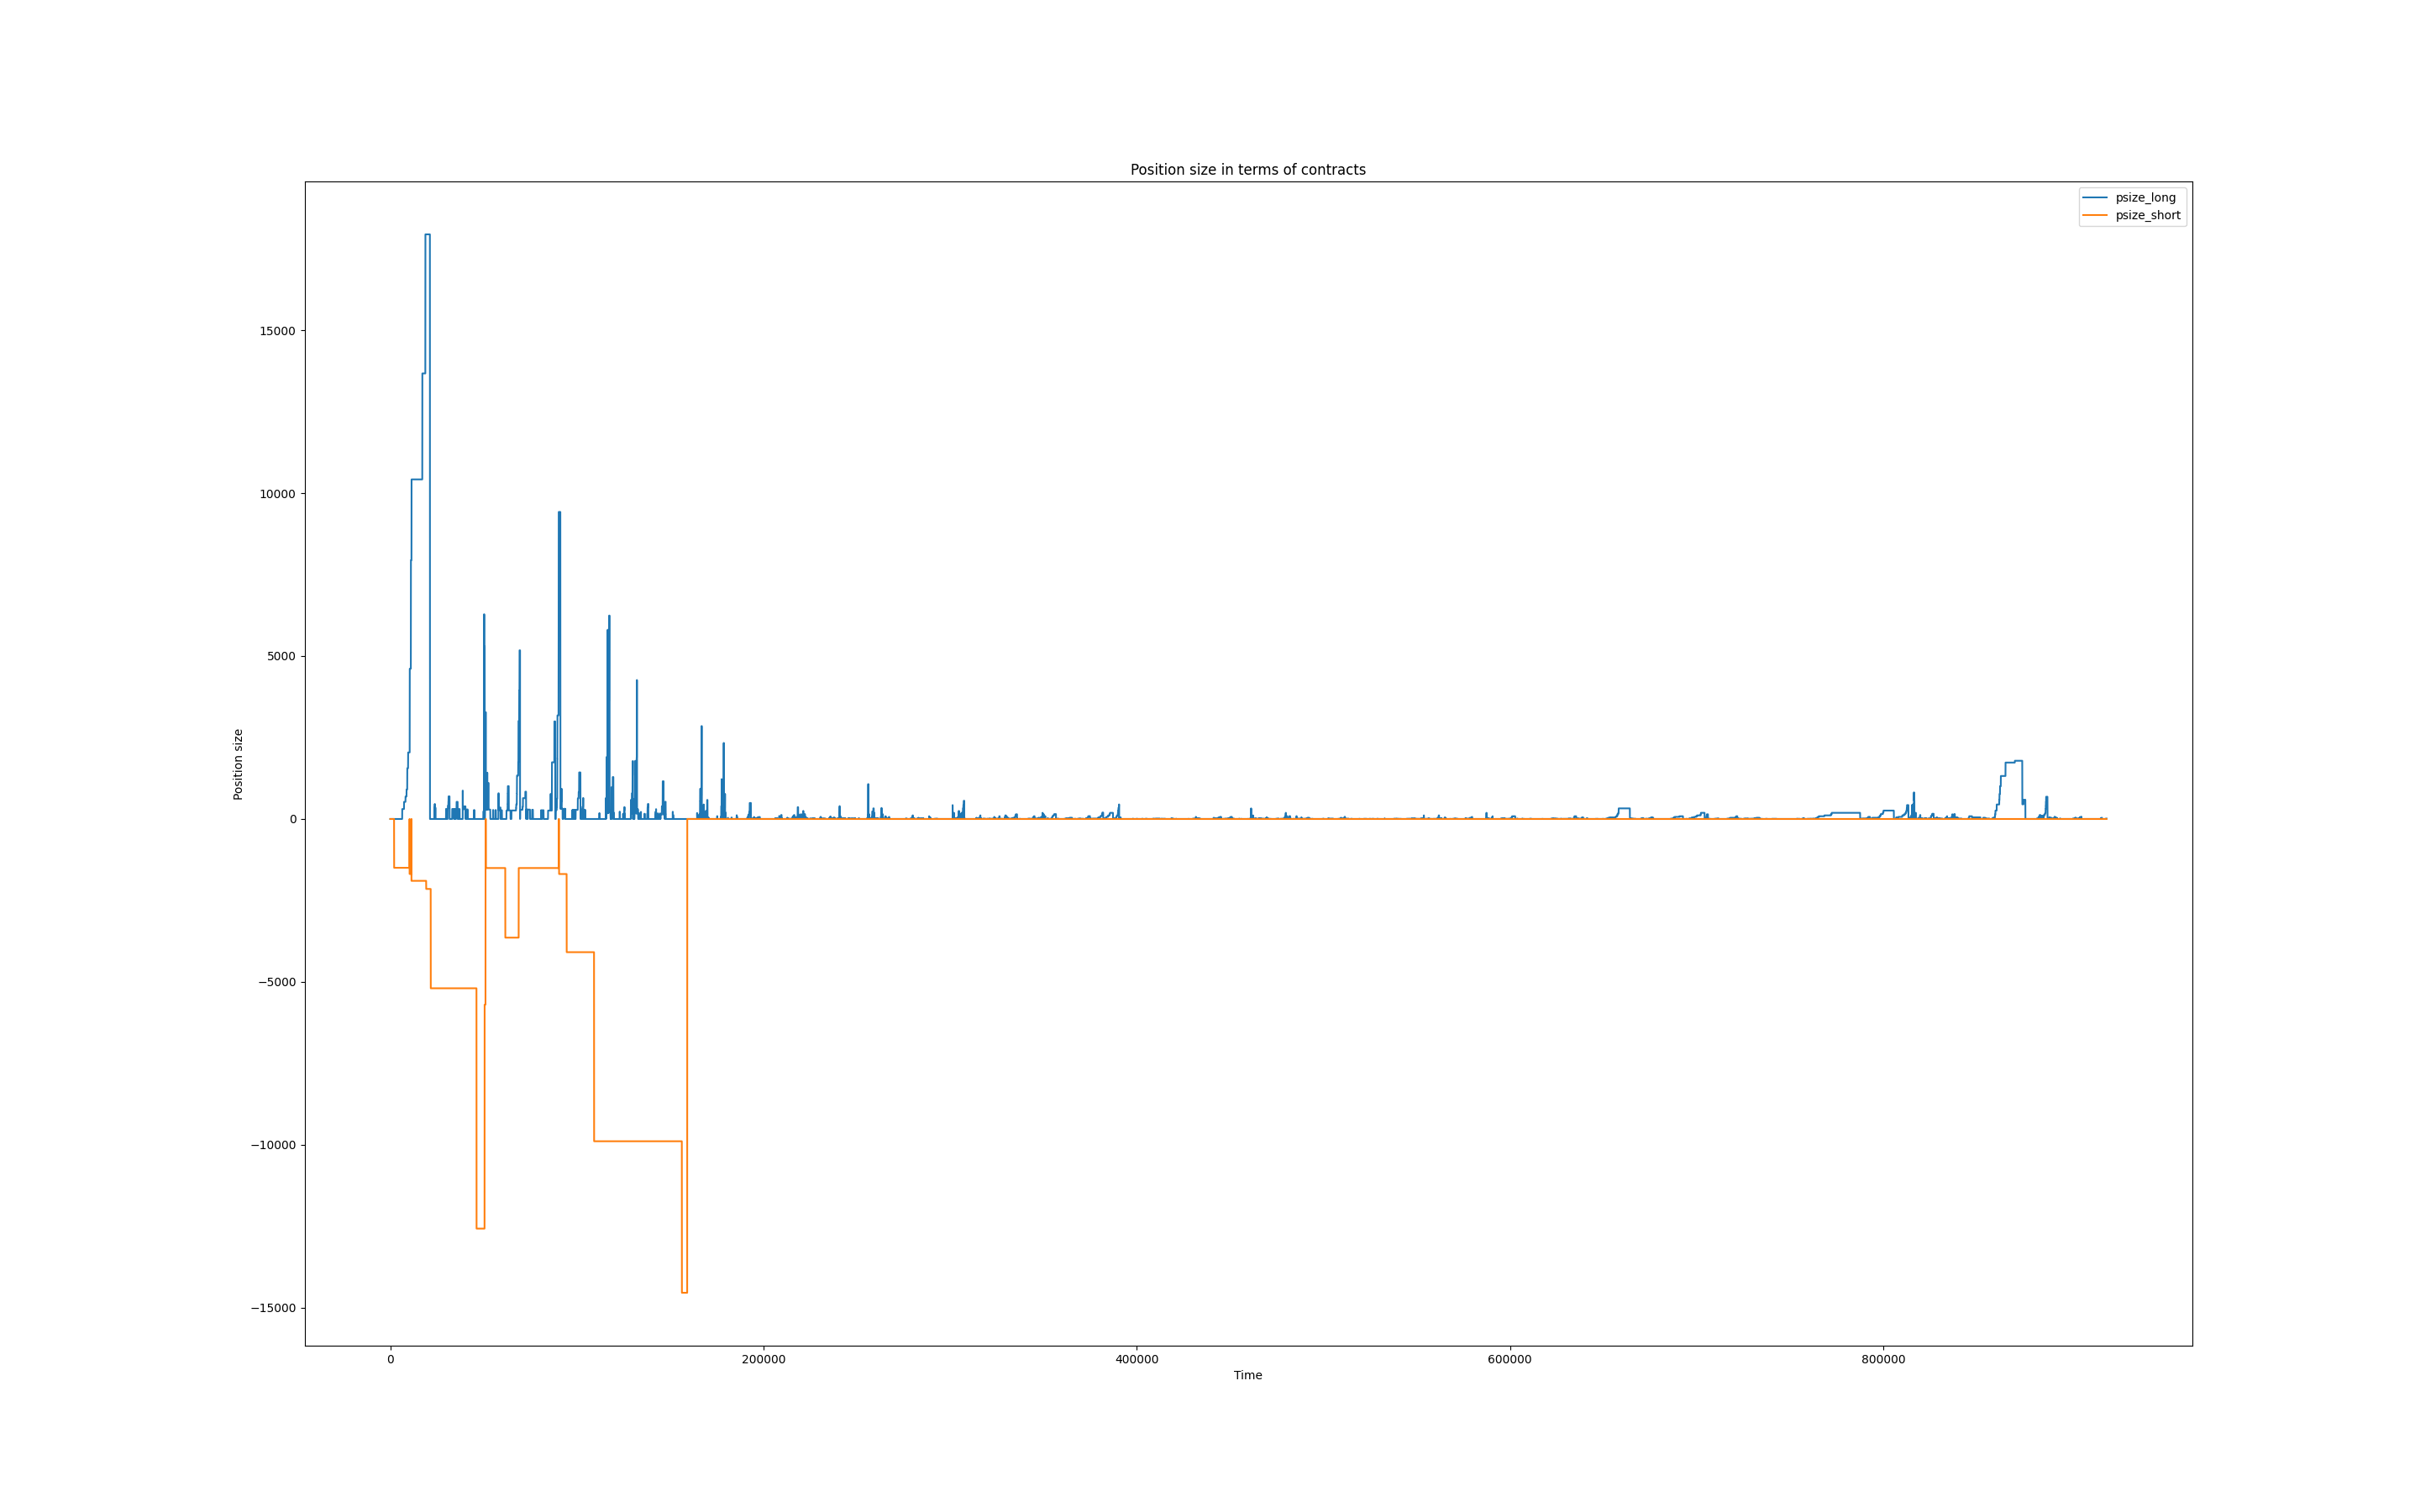 Position size in terms of contracts
psize_long
psize_short
15000
10000
5000
0
−5000
−10000
−15000
Position size
0
200000
400000
600000
800000
Time